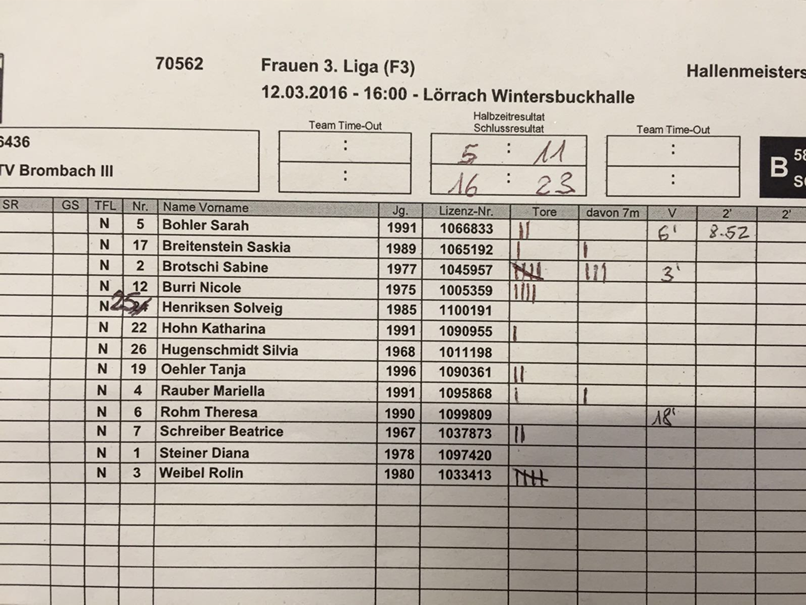 70562 Frauen 3. Liga (F3)
12.03.2016 - 16:00 - Lörrach Wintersbuckhalle
Hallenmeisters
6436
TV Brombach III
Team Time-Out
:
:
Halbzeitresultat
Schlussresultat
5 : 11
16 : 23
Team Time-Out
:
:
B
58
SR GS TFL Nr. Name Vorname Jg. Lizenz-Nr. Tore davon 7m V 2' 2'
N 5 Bohler Sarah 1991 1066833 || 6' 8.52
N 17 Breitenstein Saskia 1989 1065192 | |
N 2 Brotschi Sabine 1977 1045957 ||| 3'
N 12 Burri Nicole 1975 1005359 ||||
N 25 Henriksen Solveig 1985 1100191
N 22 Hohn Katharina 1991 1090955 |
N 26 Hugenschmidt Silvia 1968 1011198
N 19 Oehler Tanja 1996 1090361 ||
N 4 Rauber Mariella 1991 1095868 | |
N 6 Rohm Theresa 1990 1099809 18'
N 7 Schreiber Beatrice 1967 1037873 ||
N 1 Steiner Diana 1978 1097420
N 3 Weibel Rolin 1980 1033413